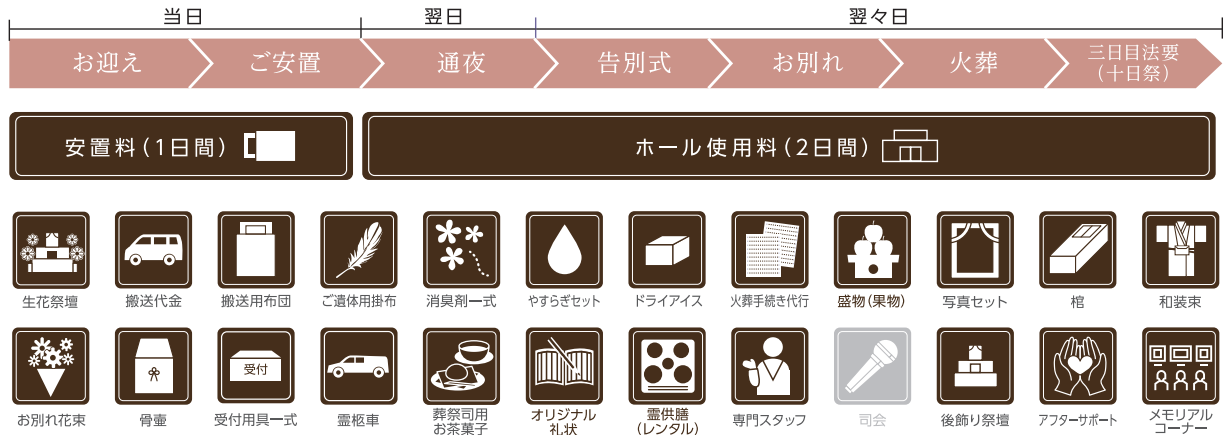 当日
翌日
翌々日
お迎え
ご安置
通夜
告別式
お別れ
火葬
三日目法要
(十日祭)
安置料(1日間)
ホール使用料(2日間)
生花祭壇
搬送代金
搬送用布団
ご遺体用掛布
消臭剤一式
やすらぎセット
ドライアイス
火葬手続き代行
盛物(果物)
写真セット
棺
和装束
お別れ花束
骨壷
受付
受付用具一式
霊柩車
葬祭司用
お茶菓子
オリジナル
礼状
霊供膳
(レンタル)
専門スタッフ
司会
後飾り祭壇
アフターサポート
メモリアル
コーナー